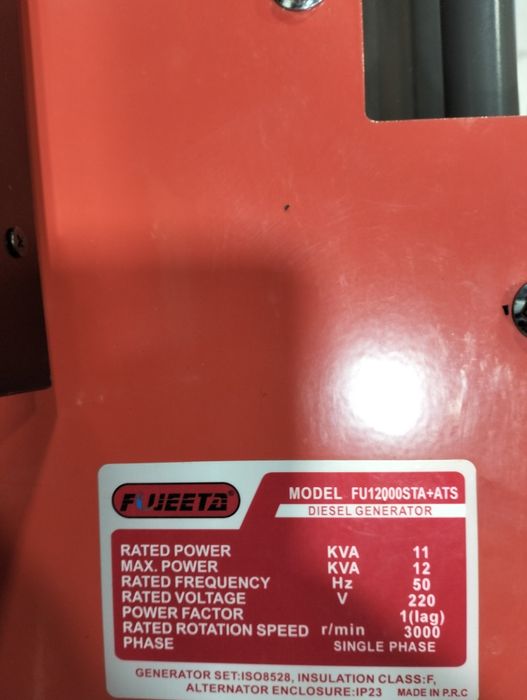 FUJEETA®
MODEL FU12000STA+ATS
DIESEL GENERATOR
RATED POWER KVA 11
MAX. POWER KVA 12
RATED FREQUENCY Hz 50
RATED VOLTAGE V 220
POWER FACTOR 1(lag)
RATED ROTATION SPEED r/min 3000
PHASE SINGLE PHASE
GENERATOR SET:ISO8528, INSULATION CLASS:F,
ALTERNATOR ENCLOSURE:IP23 MADE IN P.R.C